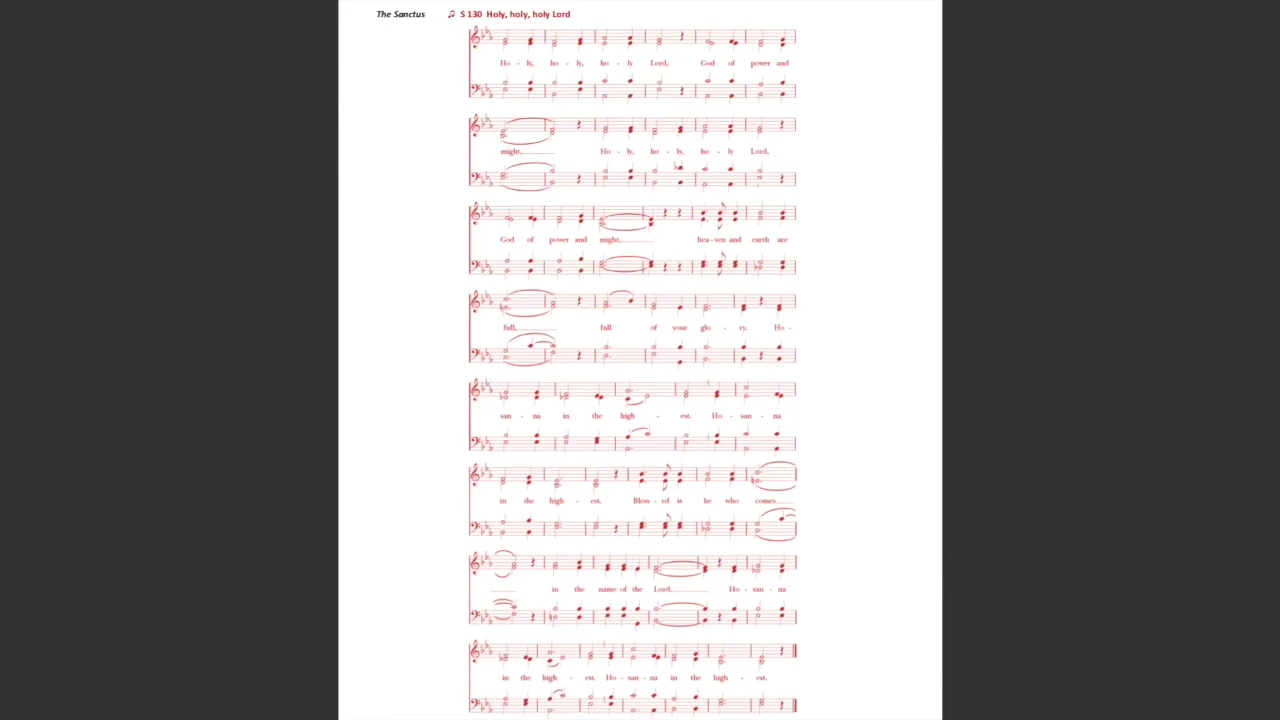 The Sanctus ♫ S 130 Holy, holy, holy Lord
Ho - ly, ho - ly, ho - ly Lord, God of power and
might, Ho - ly, ho - ly, ho - ly Lord,
God of power and might, hea - ven and earth are
full, full of your glo - ry. Ho -
san - na in the high - est. Ho - san - na
in the high - est. Bless - ed is he who comes
in the name of the Lord. Ho - san - na
in the high - est. Ho - san - na in the high - est.